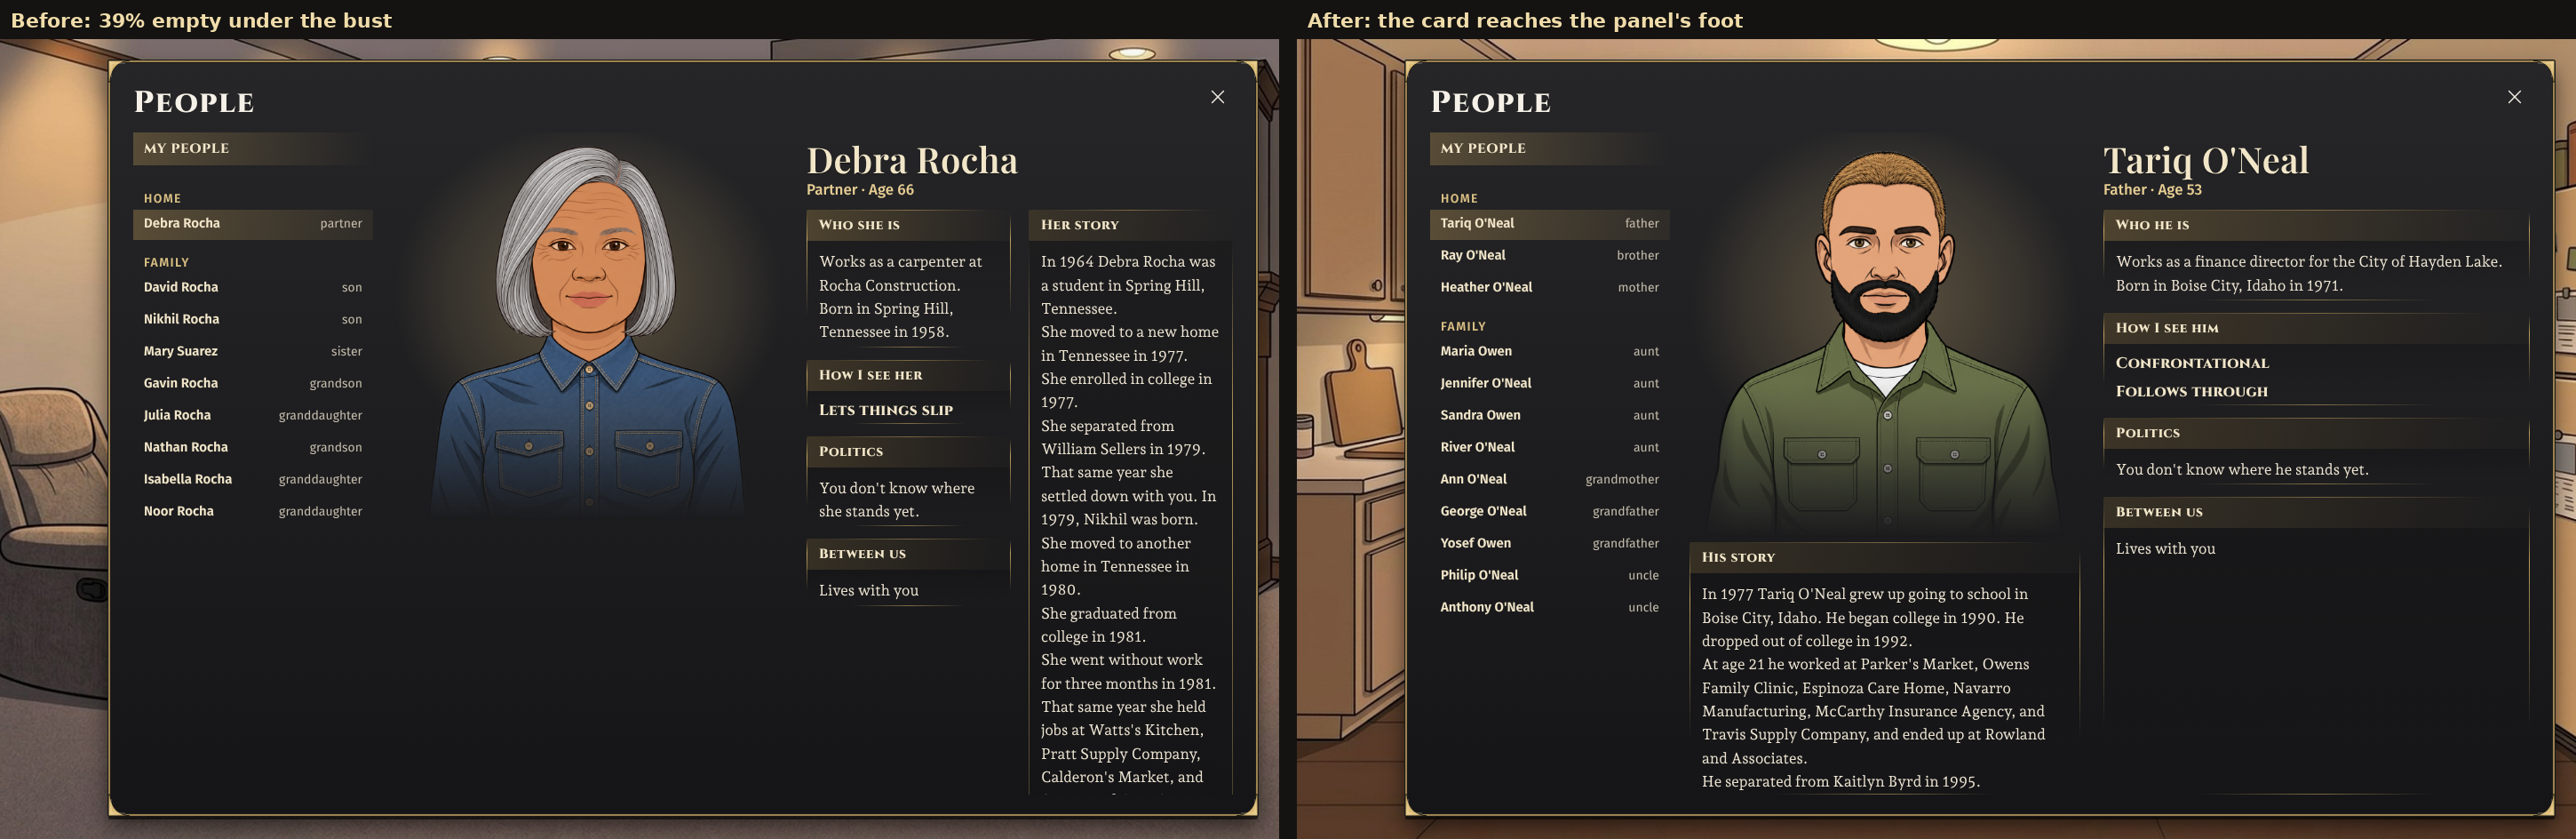 Before: 39% empty under the bust
PEOPLE
MY PEOPLE
HOME
Debra Rocha partner
FAMILY
David Rocha son
Nikhil Rocha son
Mary Suarez sister
Gavin Rocha grandson
Julia Rocha granddaughter
Nathan Rocha grandson
Isabella Rocha granddaughter
Noor Rocha granddaughter
Debra Rocha
Partner · Age 66
WHO SHE IS
Works as a carpenter at
Rocha Construction.
Born in Spring Hill,
Tennessee in 1958.
HOW I SEE HER
LETS THINGS SLIP
POLITICS
You don't know where
she stands yet.
BETWEEN US
Lives with you
HER STORY
In 1964 Debra Rocha was
a student in Spring Hill,
Tennessee.
She moved to a new home
in Tennessee in 1977.
She enrolled in college in
1977.
She separated from
William Sellers in 1979.
That same year she
settled down with you. In
1979, Nikhil was born.
She moved to another
home in Tennessee in
1980.
She graduated from
college in 1981.
She went without work
for three months in 1981.
That same year she held
jobs at Watts's Kitchen,
Pratt Supply Company,
Calderon's Market, and
After: the card reaches the panel's foot
PEOPLE
MY PEOPLE
HOME
Tariq O'Neal father
Ray O'Neal brother
Heather O'Neal mother
FAMILY
Maria Owen aunt
Jennifer O'Neal aunt
Sandra Owen aunt
River O'Neal aunt
Ann O'Neal grandmother
George O'Neal grandfather
Yosef Owen grandfather
Philip O'Neal uncle
Anthony O'Neal uncle
HIS STORY
In 1977 Tariq O'Neal grew up going to school in
Boise City, Idaho. He began college in 1990. He
dropped out of college in 1992.
At age 21 he worked at Parker's Market, Owens
Family Clinic, Espinoza Care Home, Navarro
Manufacturing, McCarthy Insurance Agency, and
Travis Supply Company, and ended up at Rowland
and Associates.
He separated from Kaitlyn Byrd in 1995.
Tariq O'Neal
Father · Age 53
WHO HE IS
Works as a finance director for the City of Hayden Lake.
Born in Boise City, Idaho in 1971.
HOW I SEE HIM
CONFRONTATIONAL
FOLLOWS THROUGH
POLITICS
You don't know where he stands yet.
BETWEEN US
Lives with you